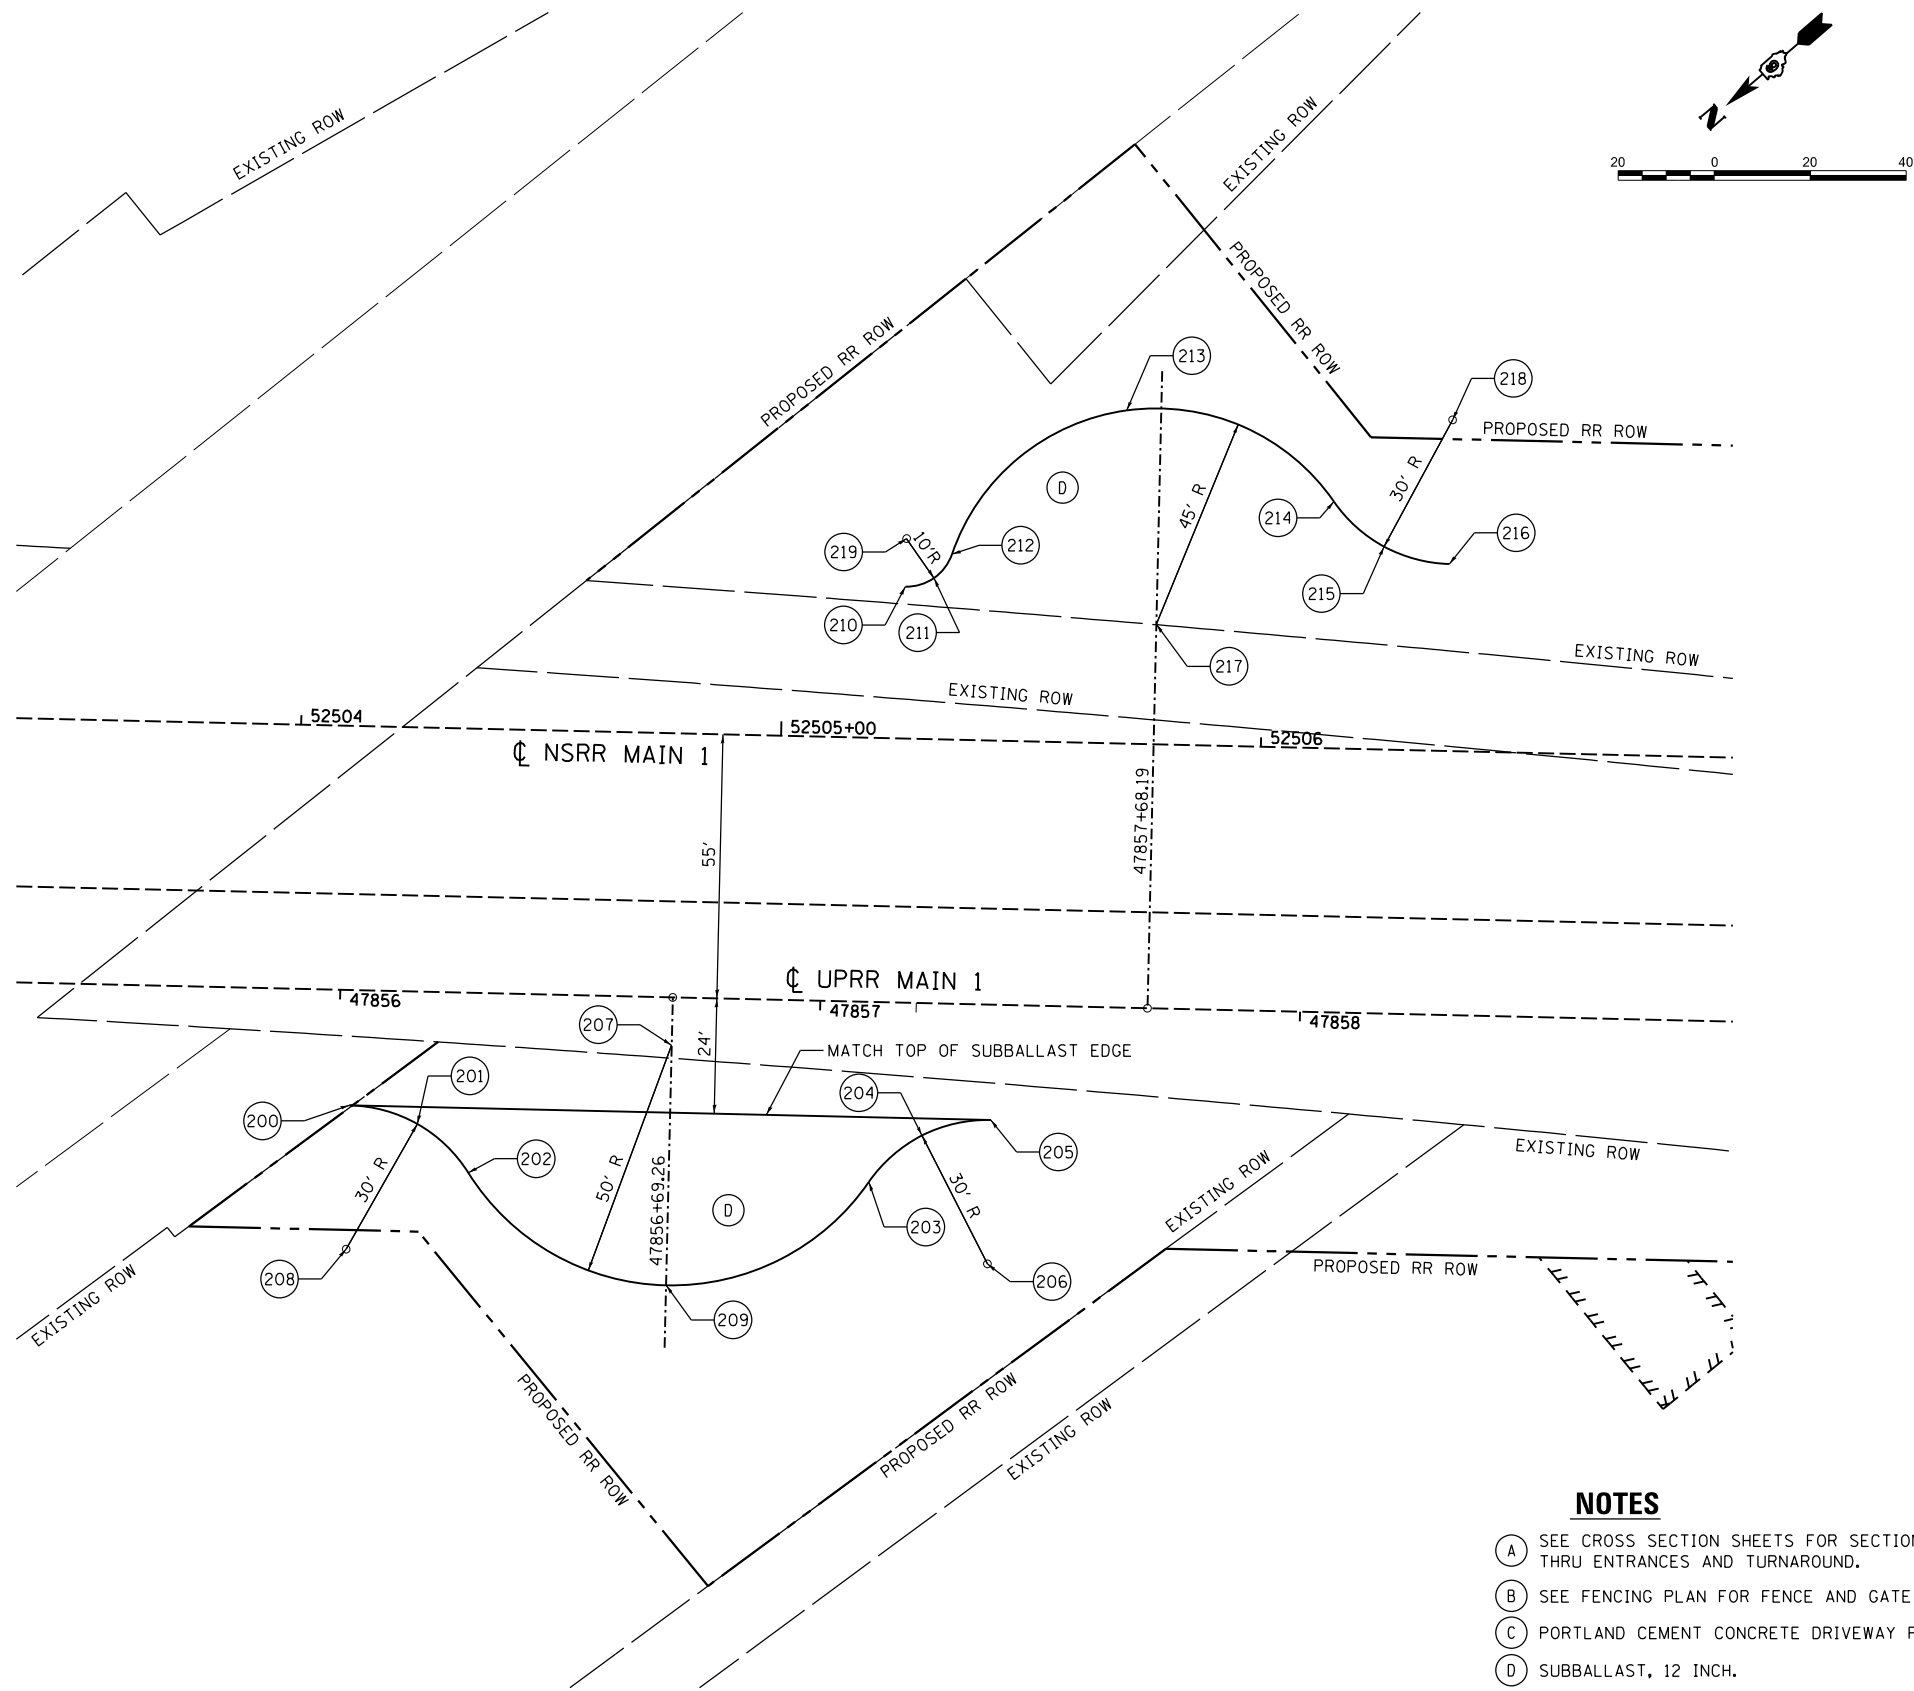 EXISTING ROW
N
20 0 20 40
EXISTING ROW
PROPOSED RR ROW
PROPOSED RR ROW
213
218
PROPOSED RR ROW
D
30' R
45' R
214
216
219
10'R
212
215
210
211
217
EXISTING ROW
EXISTING ROW
52504
52505+00
52506
℄ NSRR MAIN 1
55'
47857+68.19
℄ UPRR MAIN 1
47856
47857
47858
207
24'
MATCH TOP OF SUBBALLAST EDGE
201
204
200
202
205
EXISTING ROW
30' R
50' R
47856+69.26
D
30' R
EXISTING ROW
203
208
206
PROPOSED RR ROW
EXISTING ROW
209
PROPOSED RR ROW
PROPOSED RR ROW
EXISTING ROW
NOTES
A SEE CROSS SECTION SHEETS FOR SECTION
THRU ENTRANCES AND TURNAROUND.
B SEE FENCING PLAN FOR FENCE AND GATE
C PORTLAND CEMENT CONCRETE DRIVEWAY P
D SUBBALLAST, 12 INCH.